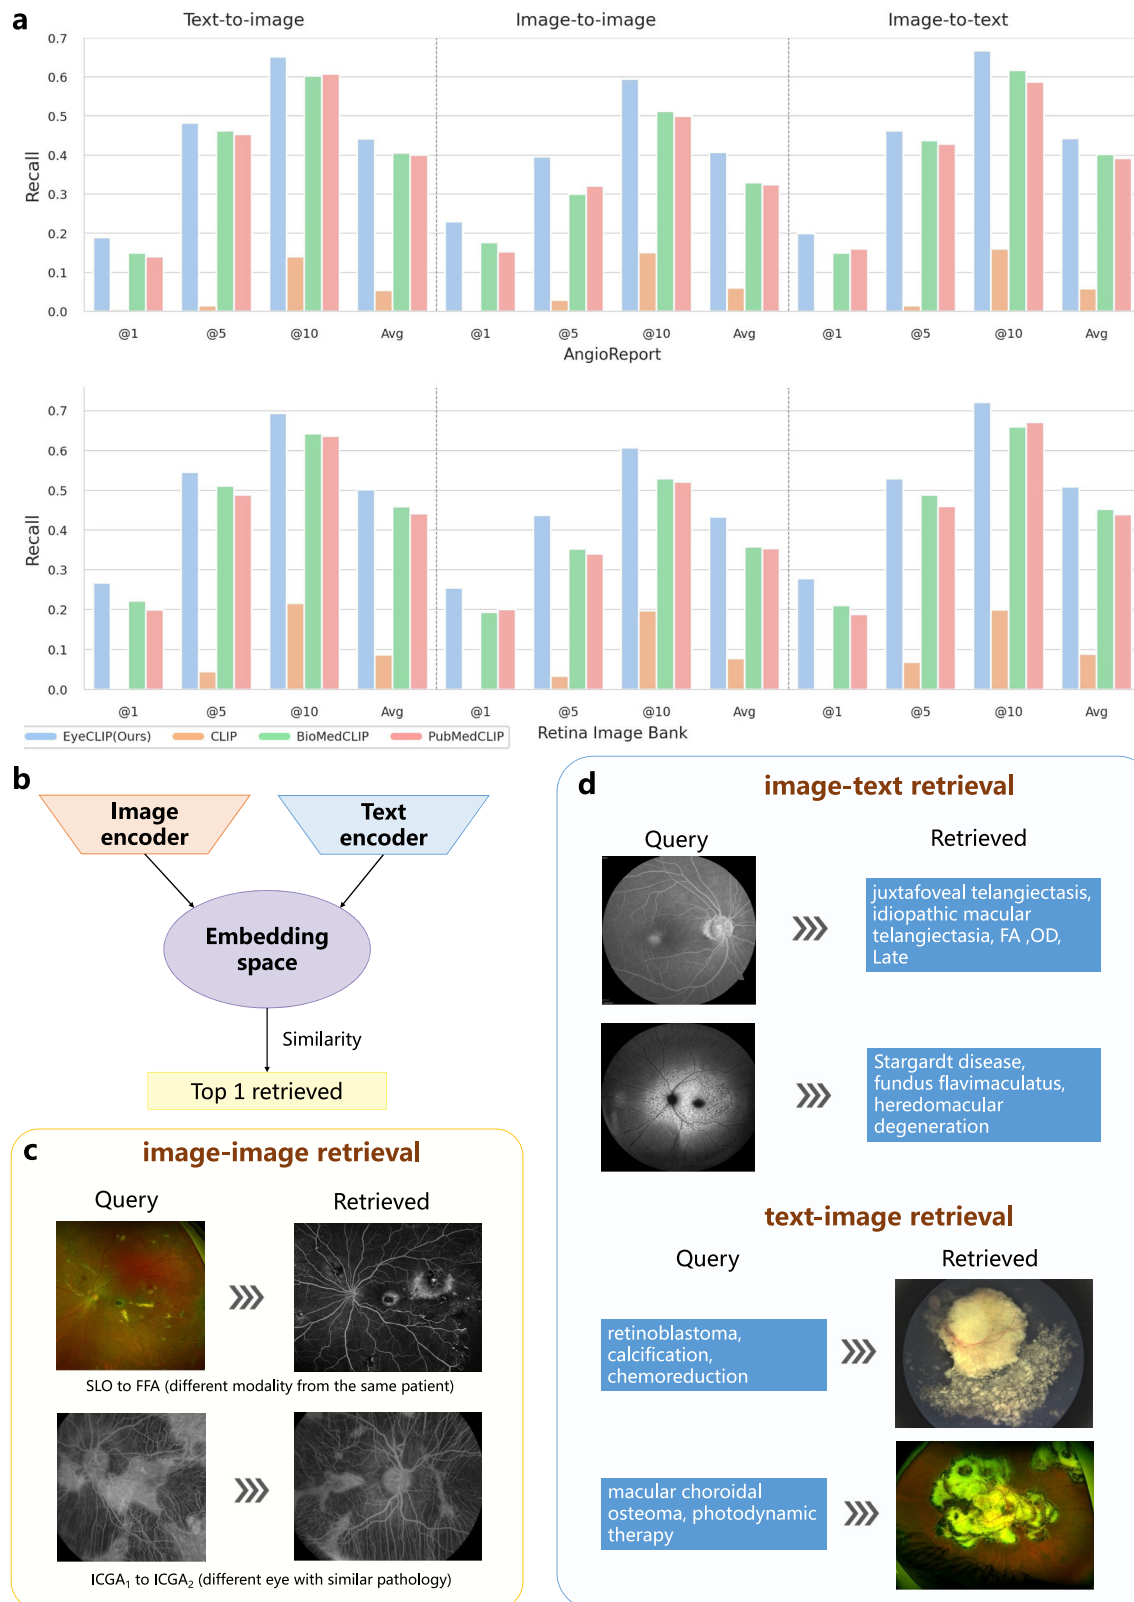 a
Text-to-image
Image-to-image
Image-to-text
0.7
0.6
0.5
0.4
0.3
0.2
0.1
0.0
Recall
@1
@5
@10
Avg
@1
@5
@10
Avg
@1
@5
@10
Avg
AngioReport
0.7
0.6
0.5
0.4
0.3
0.2
0.1
0.0
Recall
@1
@5
@10
Avg
@1
@5
@10
Avg
@1
@5
@10
Avg
EyeCLIP(Ours)
CLIP
BioMedCLIP
PubMedCLIP
Retina Image Bank
b
Image
encoder
Text
encoder
Embedding
space
Similarity
Top 1 retrieved
c
image-image retrieval
Query
Retrieved
SLO to FFA (different modality from the same patient)
ICGA₁ to ICGA₂ (different eye with similar pathology)
d
image-text retrieval
Query
Retrieved
juxtafoveal telangiectasis,
idiopathic macular
telangiectasia, FA ,OD,
Late
Stargardt disease,
fundus flavimaculatus,
heredomacular
degeneration
text-image retrieval
Query
Retrieved
retinoblastoma,
calcification,
chemoreduction
macular choroidal
osteoma, photodynamic
therapy